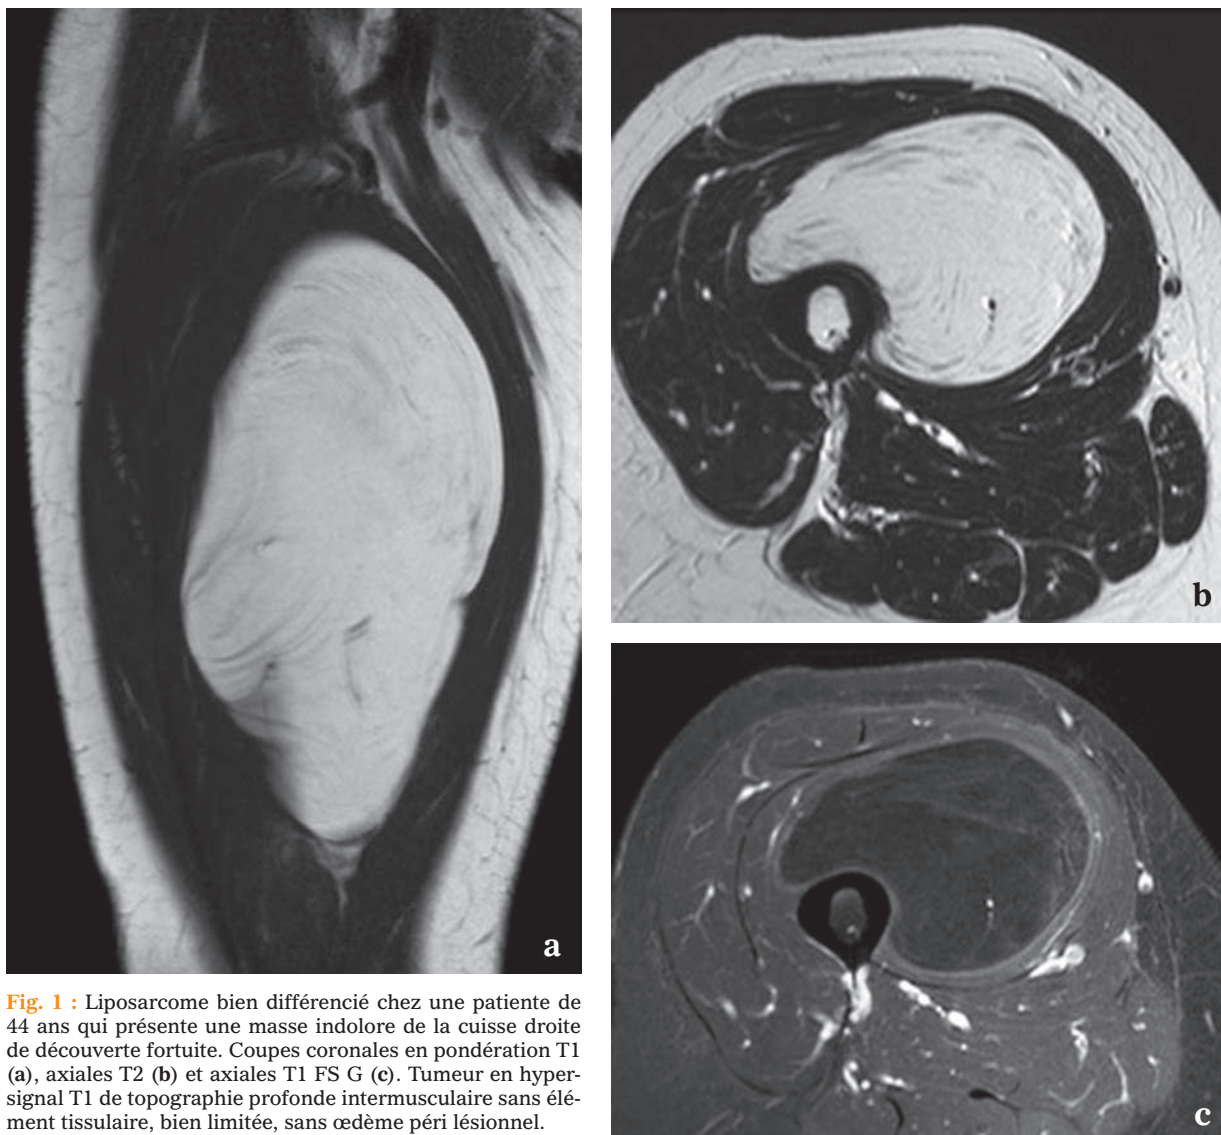 a
b
c
Fig. 1 : Liposarcome bien différencié chez une patiente de
44 ans qui présente une masse indolore de la cuisse droite
de découverte fortuite. Coupes coronales en pondération T1
(a), axiales T2 (b) et axiales T1 FS G (c). Tumeur en hyper-
signal T1 de topographie profonde intermusculaire sans élé-
ment tissulaire, bien limitée, sans œdème péri lésionnel.